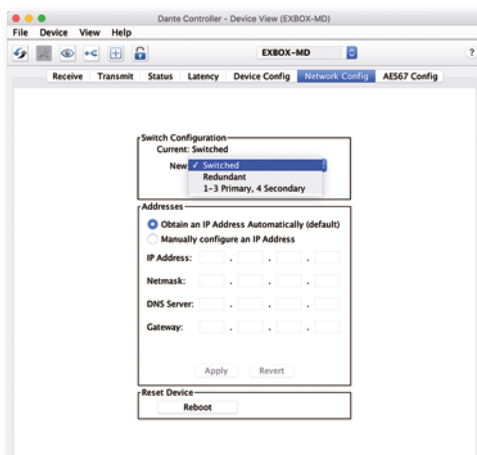 Dante Controller - Device View (EXBOX-MD)
File Device View Help
EXBOX-MD ?
Receive Transmit Status Latency Device Config Network Config AES67 Config
Switch Configuration
Current: Switched
New: ✓ Switched
Redundant
1-3 Primary, 4 Secondary
Addresses
Obtain an IP Address Automatically (default)
Manually configure an IP Address
IP Address: . . .
Netmask: . . .
DNS Server: . . .
Gateway: . . .
Apply Revert
Reset Device
Reboot